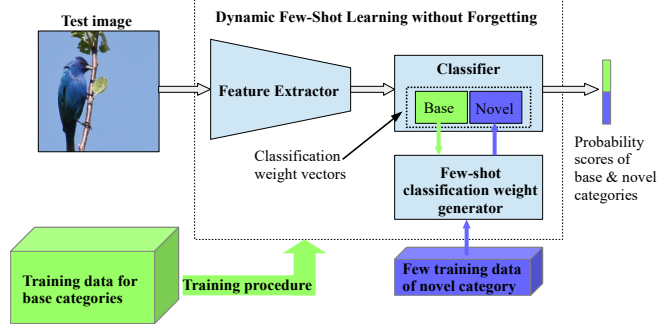 Dynamic Few-Shot Learning without Forgetting
Test image
Feature Extractor
Classifier
Base
Novel
Classification
weight vectors
Few-shot
classification weight
generator
Probability
scores of
base & novel
categories
Training data for
base categories
Training procedure
Few training data
of novel category